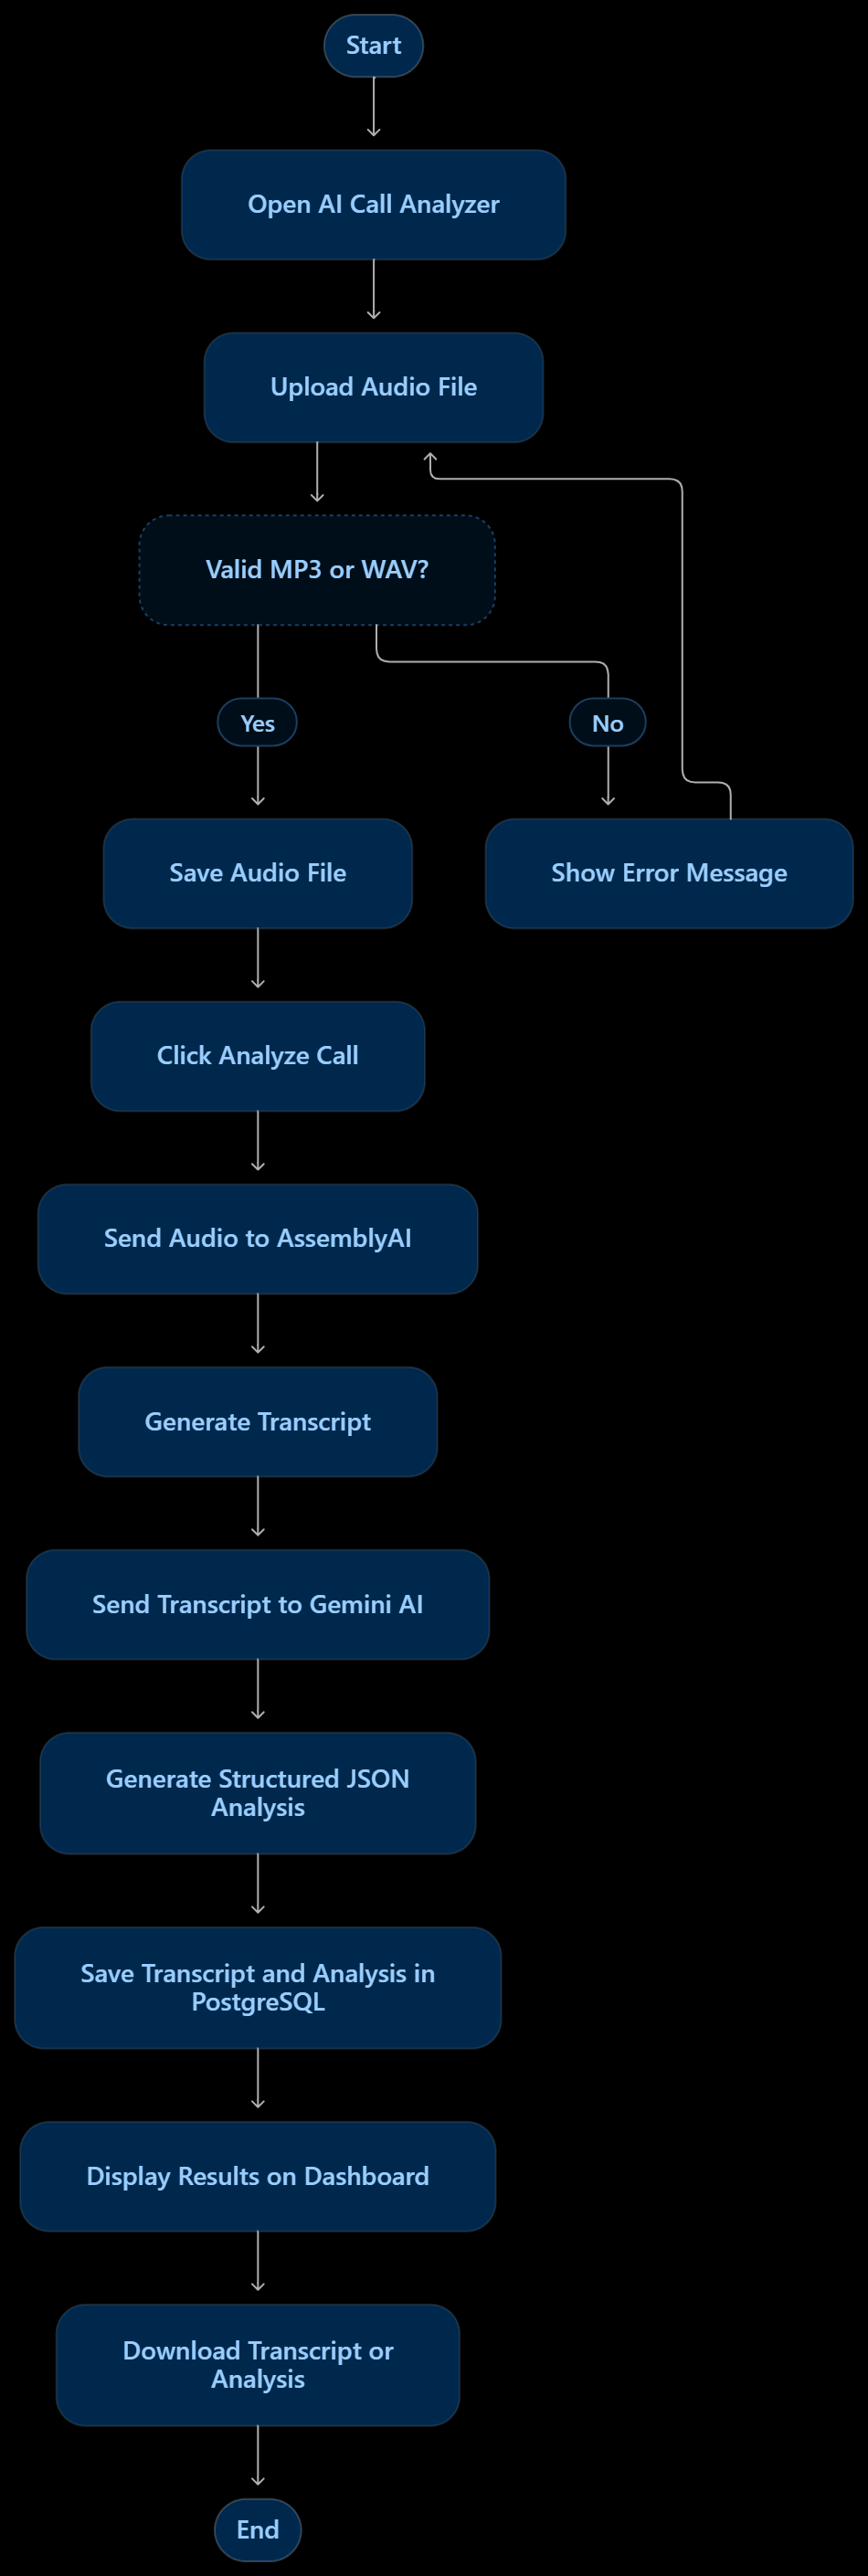 Start
Open AI Call Analyzer
Upload Audio File
Valid MP3 or WAV?
Yes
No
Save Audio File
Show Error Message
Click Analyze Call
Send Audio to AssemblyAI
Generate Transcript
Send Transcript to Gemini AI
Generate Structured JSON
Analysis
Save Transcript and Analysis in
PostgreSQL
Display Results on Dashboard
Download Transcript or
Analysis
End